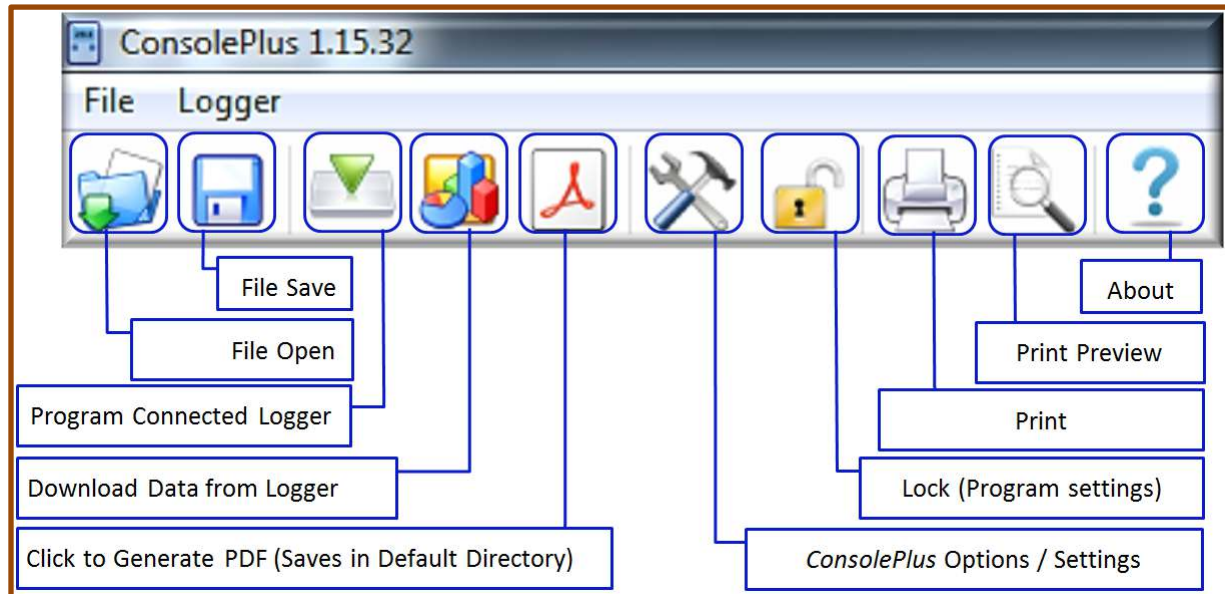 ConsolePlus 1.15.32
File Logger
File Save
About
File Open
Print Preview
Program Connected Logger
Print
Download Data from Logger
Lock (Program settings)
Click to Generate PDF (Saves in Default Directory)
ConsolePlus Options / Settings